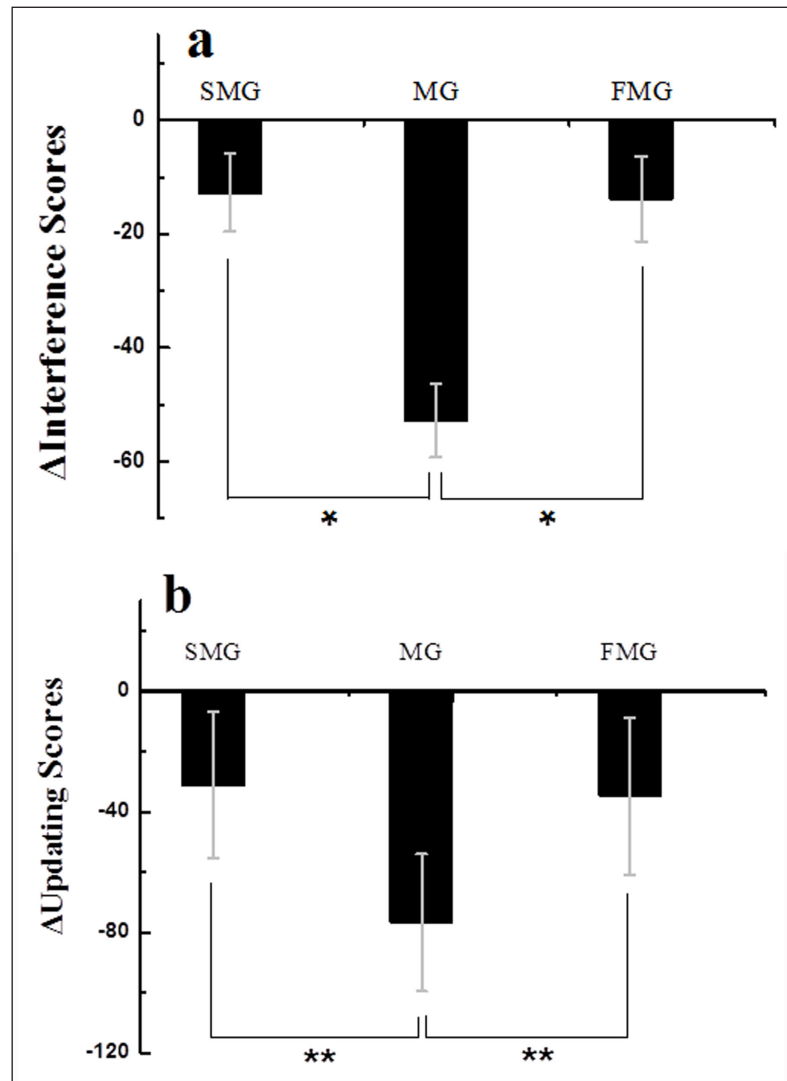 a
SMG MG FMG
0
-20
-40
-60
ΔInterference Scores
* *
b
SMG MG FMG
0
-40
-80
-120
ΔUpdating Scores
** **